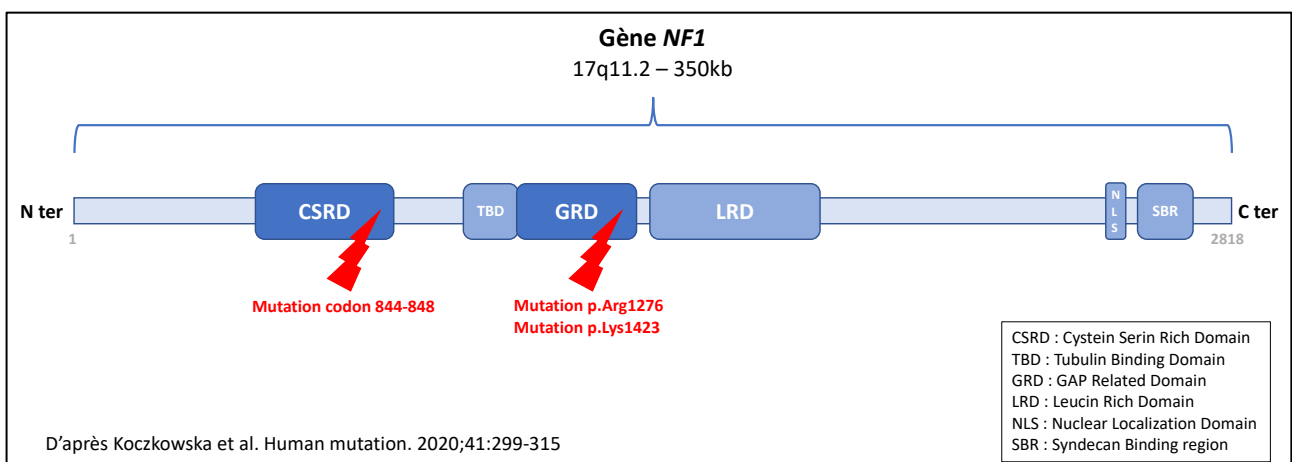 Gène NF1
17q11.2 – 350kb
N ter
CSRD
TBD
GRD
LRD
N
L
S
SBR
C ter
1
2818
Mutation codon 844-848
Mutation p.Arg1276
Mutation p.Lys1423
CSRD : Cystein Serin Rich Domain
TBD : Tubulin Binding Domain
GRD : GAP Related Domain
LRD : Leucin Rich Domain
NLS : Nuclear Localization Domain
SBR : Syndecan Binding region
D'après Koczkowska et al. Human mutation. 2020;41:299-315